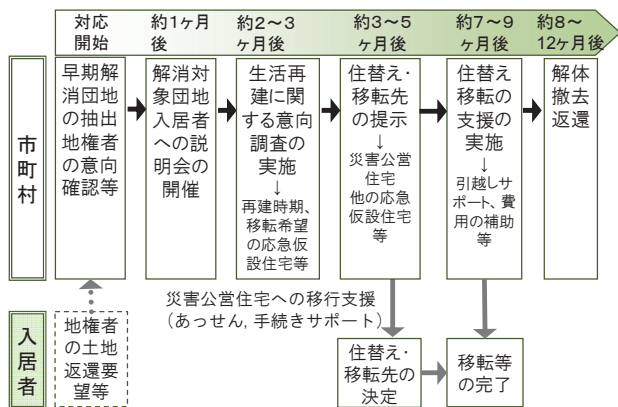 対応
開始
約1ヶ月
後
約2～3
ヶ月後
約3～5
ヶ月後
約7～9
ヶ月後
約8～
12ヶ月後
市町村
早期解
消団地
の抽出
地権者
の意向
確認等
解消対
象団地
入居者
への説
明会の
開催
生活再
建に関
する意向
調査の
実施
↓
再建時期、
移転希望
の応急仮
設住宅等
住替え・
移転先
の提示
↓
災害公営
住宅
他の応急
仮設住宅
等
住替え
移転の
支援の
実施
↓
引越しサ
ポート、費
用の補助
等
解体
撤去
返還
災害公営住宅への移行支援
（あっせん，手続きサポート）
入居者
地権者
の土地
返還要
望等
住替え・
移転先の
決定
移転等
の完了